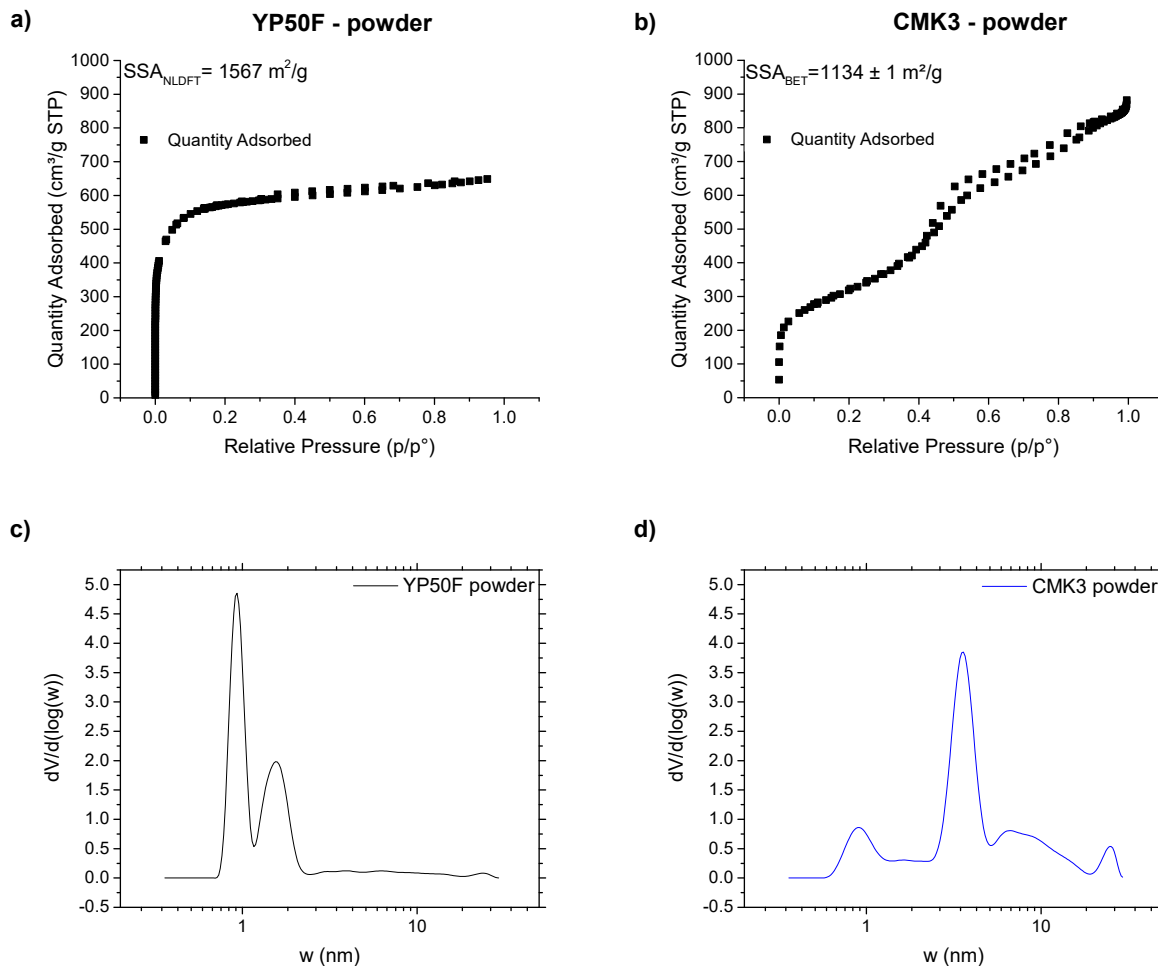 a)
YP50F - powder
SSA_NLDFT= 1567 m²/g
Quantity Adsorbed
Quantity Adsorbed (cm³/g STP)
1000
900
800
700
600
500
400
300
200
100
0
0.0 0.2 0.4 0.6 0.8 1.0
Relative Pressure (p/p°)
b)
CMK3 - powder
SSA_BET=1134 ± 1 m²/g
Quantity Adsorbed
Quantity Adsorbed (cm³/g STP)
1000
900
800
700
600
500
400
300
200
100
0
0.0 0.2 0.4 0.6 0.8 1.0
Relative Pressure (p/p°)
c)
YP50F powder
dV/d(log(w))
5.0
4.5
4.0
3.5
3.0
2.5
2.0
1.5
1.0
0.5
0.0
-0.5
1 10
w (nm)
d)
CMK3 powder
dV/d(log(w))
5.0
4.5
4.0
3.5
3.0
2.5
2.0
1.5
1.0
0.5
0.0
-0.5
1 10
w (nm)